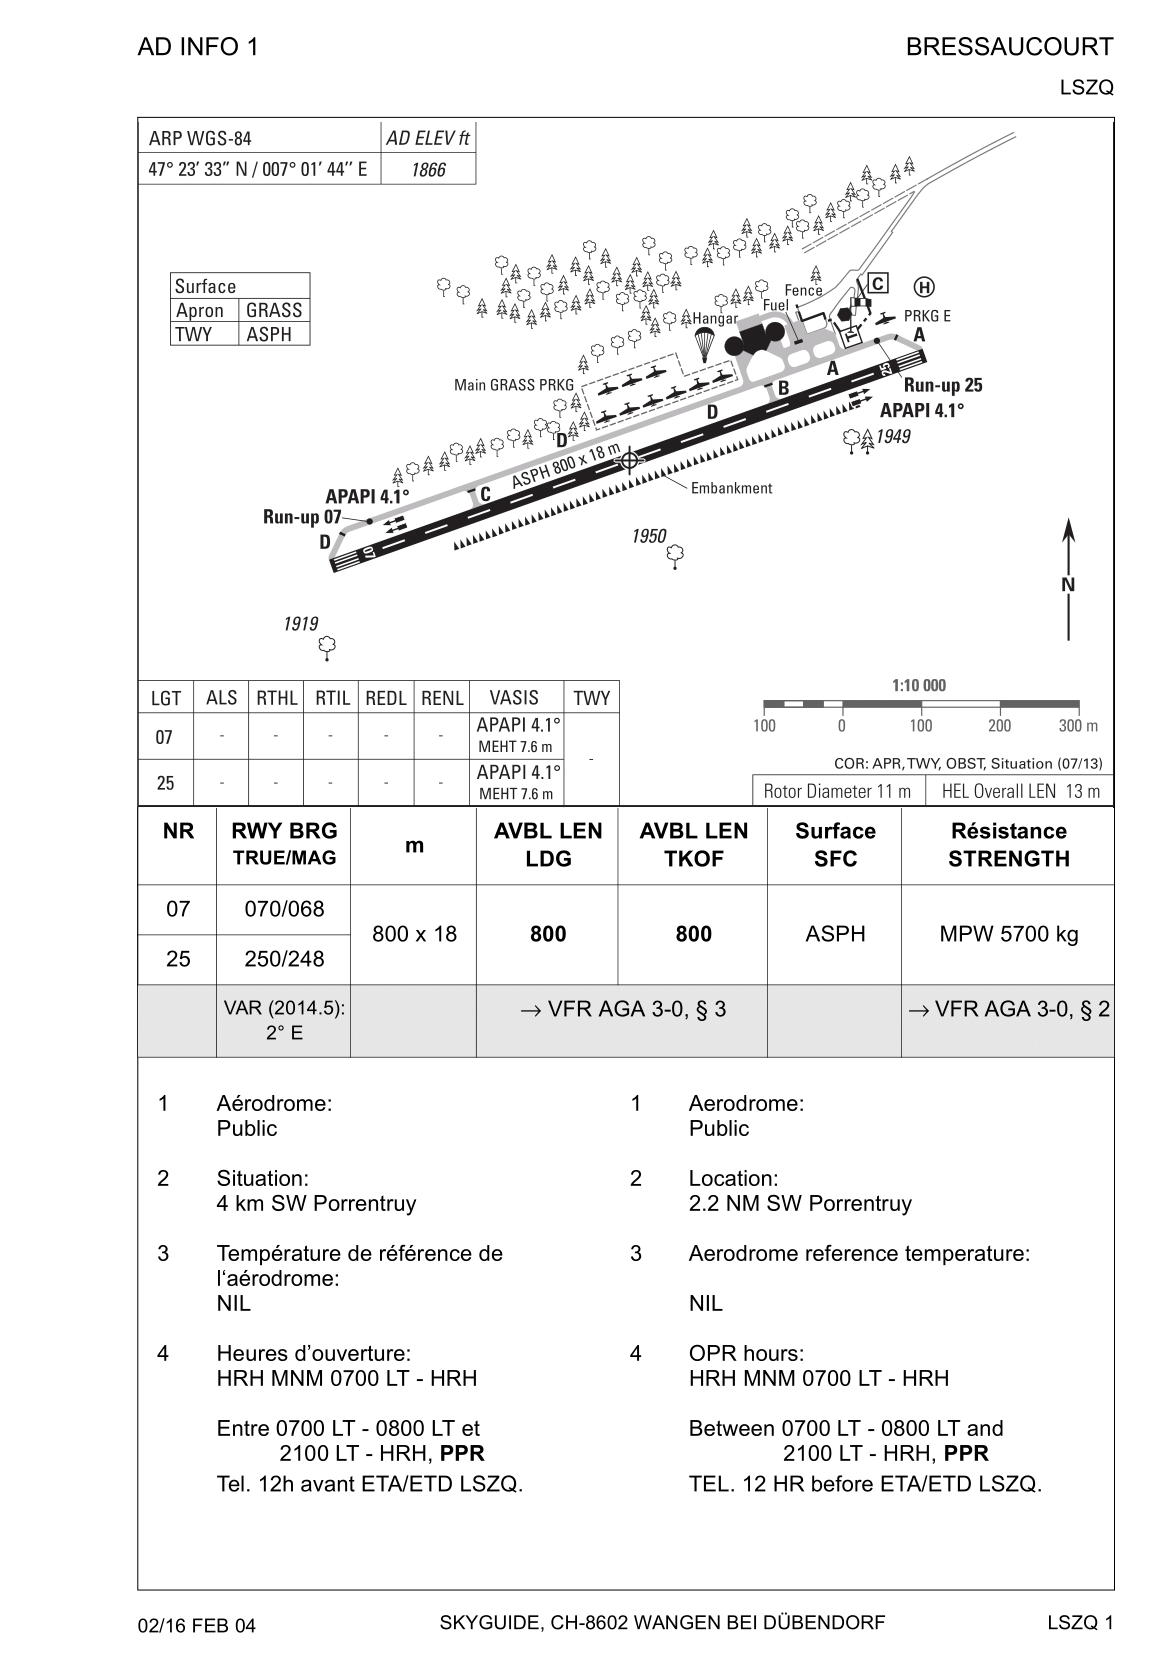 AD INFO 1
BRESSAUCOURT
LSZQ
ARP WGS-84
AD ELEV ft
47° 23’ 33” N / 007° 01’ 44’’ E
1866
Surface
Apron GRASS
TWY ASPH
Fence
Fuel
Hangar
C
H
PRKG E
T
A
A
B
25
Run-up 25
APAPI 4.1°
Main GRASS PRKG
D
D
1949
ASPH 800 x 18 m
Embankment
C
APAPI 4.1°
Run-up 07
D
07
1950
1919
N
LGT ALS RTHL RTIL REDL RENL VASIS TWY
07 - - - - - APAPI 4.1°
MEHT 7.6 m
-
25 - - - - - APAPI 4.1°
MEHT 7.6 m
1:10 000
100 0 100 200 300 m
COR: APR, TWY, OBST, Situation (07/13)
Rotor Diameter 11 m
HEL Overall LEN 13 m
NR
RWY BRG
TRUE/MAG
m
AVBL LEN
LDG
AVBL LEN
TKOF
Surface
SFC
Résistance
STRENGTH
07 070/068
800 x 18 800 800 ASPH MPW 5700 kg
25 250/248
VAR (2014.5):
2° E
→ VFR AGA 3-0, § 3
→ VFR AGA 3-0, § 2
1 Aérodrome:
Public
2 Situation:
4 km SW Porrentruy
3 Température de référence de
l‘aérodrome:
NIL
4 Heures d’ouverture:
HRH MNM 0700 LT - HRH
Entre 0700 LT - 0800 LT et
2100 LT - HRH, PPR
Tel. 12h avant ETA/ETD LSZQ.
1 Aerodrome:
Public
2 Location:
2.2 NM SW Porrentruy
3 Aerodrome reference temperature:
NIL
4 OPR hours:
HRH MNM 0700 LT - HRH
Between 0700 LT - 0800 LT and
2100 LT - HRH, PPR
TEL. 12 HR before ETA/ETD LSZQ.
02/16 FEB 04
SKYGUIDE, CH-8602 WANGEN BEI DÜBENDORF
LSZQ 1